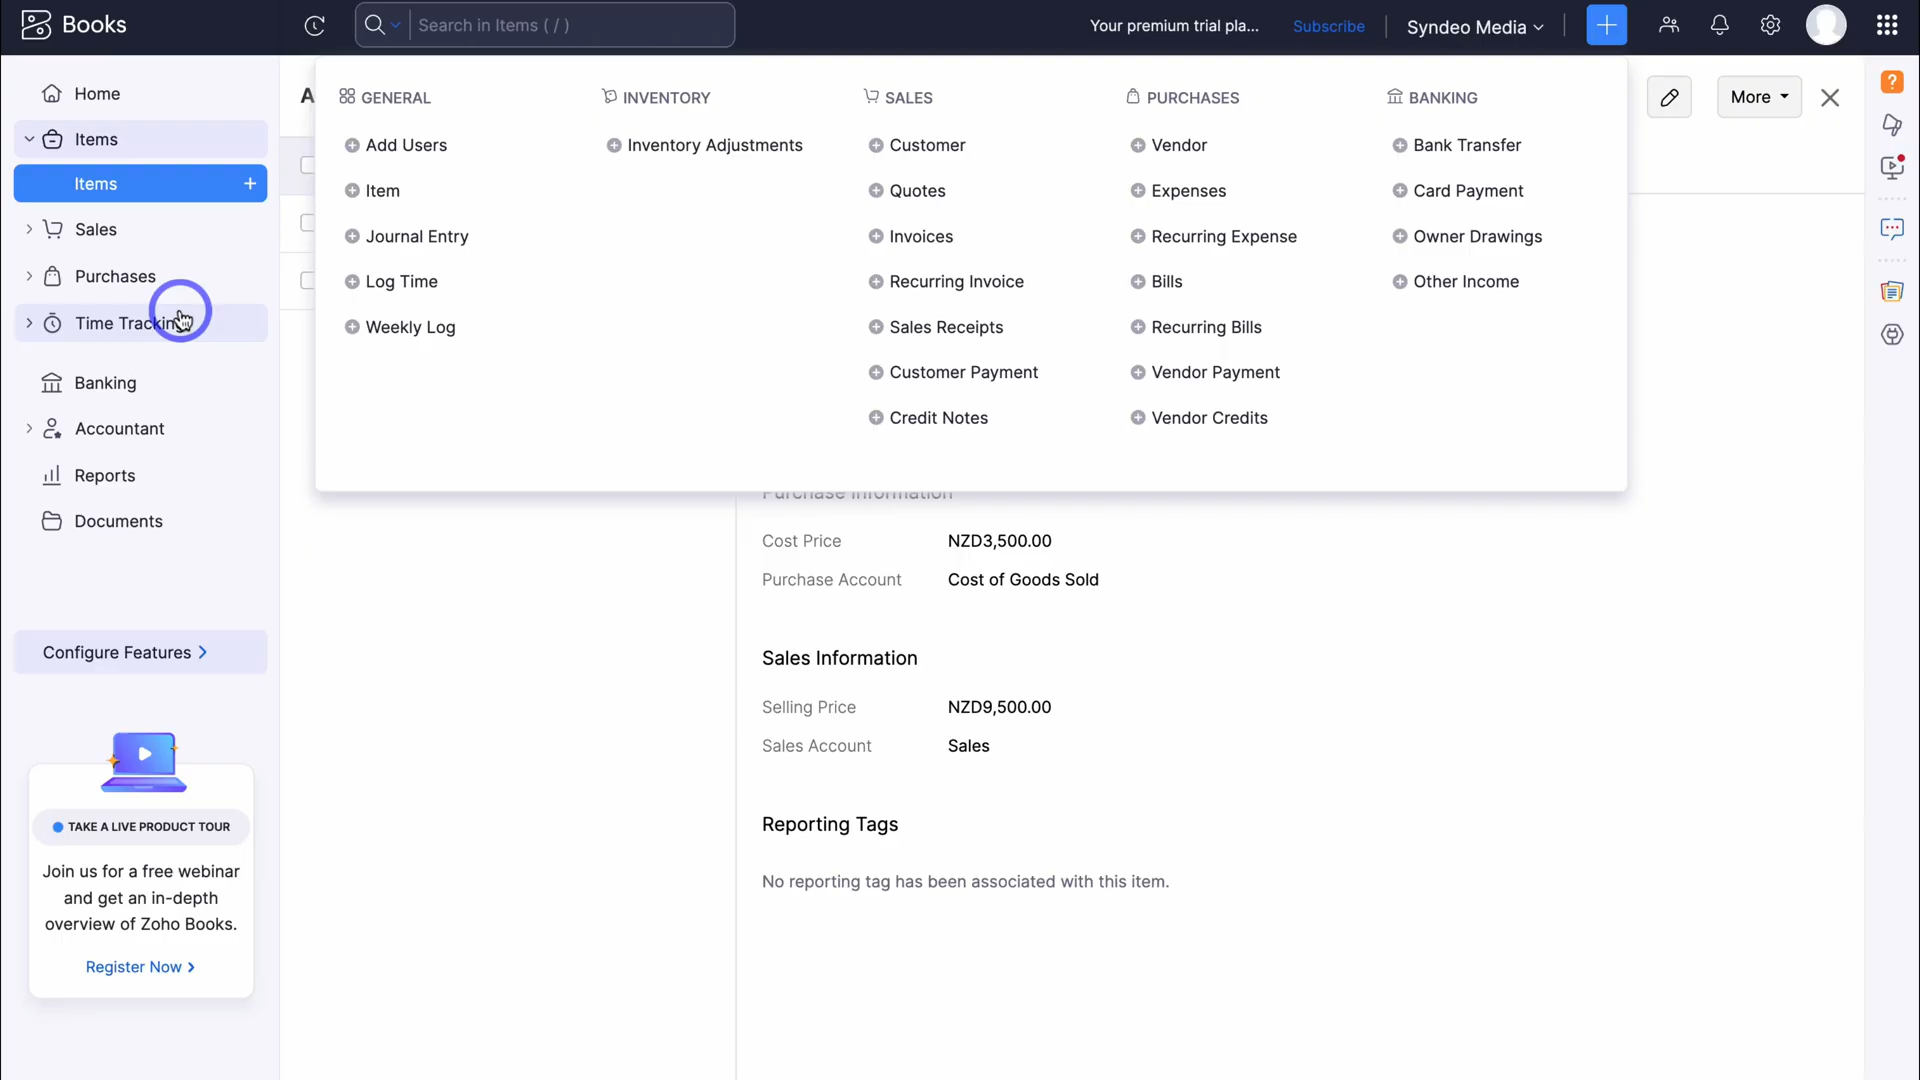 Books
Search in Items ( / )
Your premium trial pla...
Subscribe
Syndeo Media
Home
Items
Items
Sales
Purchases
Time Trackin
Banking
Accountant
Reports
Documents
Configure Features
TAKE A LIVE PRODUCT TOUR
Join us for a free webinar
and get an in-depth
overview of Zoho Books.
Register Now
A
GENERAL
Add Users
Item
Journal Entry
Log Time
Weekly Log
INVENTORY
Inventory Adjustments
SALES
Customer
Quotes
Invoices
Recurring Invoice
Sales Receipts
Customer Payment
Credit Notes
PURCHASES
Vendor
Expenses
Recurring Expense
Bills
Recurring Bills
Vendor Payment
Vendor Credits
BANKING
Bank Transfer
Card Payment
Owner Drawings
Other Income
More
?
Purchase Information
Cost Price NZD3,500.00
Purchase Account Cost of Goods Sold
Sales Information
Selling Price NZD9,500.00
Sales Account Sales
Reporting Tags
No reporting tag has been associated with this item.